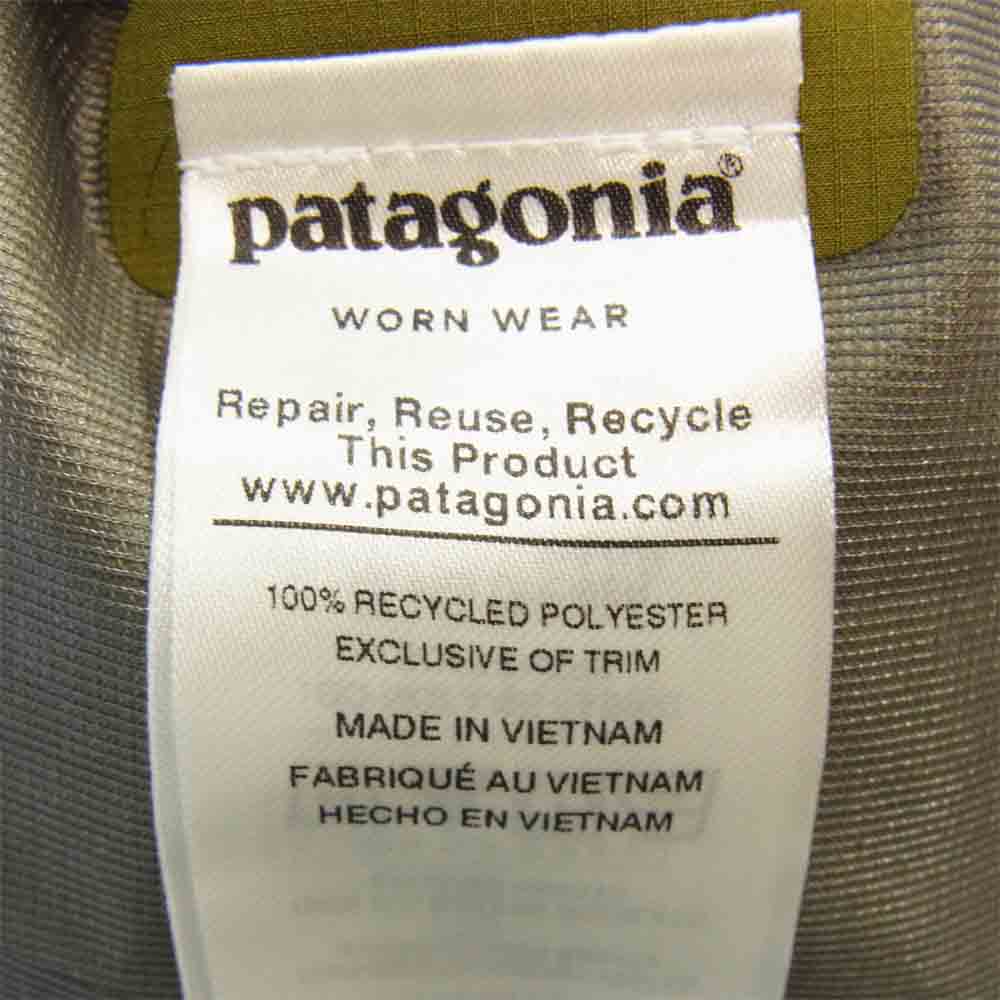 patagonia®
WORN WEAR
Repair, Reuse, Recycle
This Product
www.patagonia.com
100% RECYCLED POLYESTER
EXCLUSIVE OF TRIM
MADE IN VIETNAM
FABRIQUÉ AU VIETNAM
HECHO EN VIETNAM